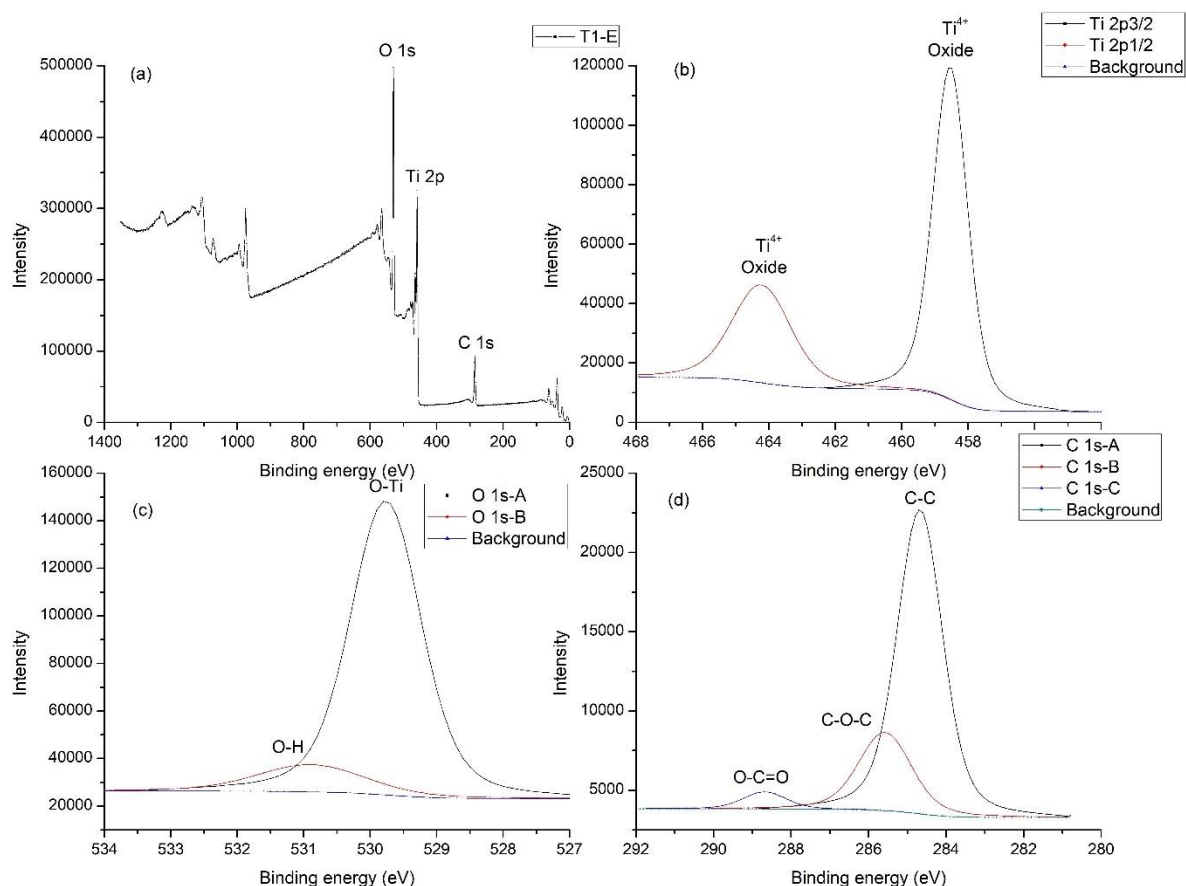 (a)
T1-E
O 1s
Ti 2p
C 1s
500000
400000
300000
200000
100000
0
1400
1200
1000
800
600
400
200
0
Intensity
Binding energy (eV)
(b)
Ti 2p3/2
Ti 2p1/2
Background
Ti⁴⁺
Oxide
Ti⁴⁺
Oxide
120000
100000
80000
60000
40000
20000
0
468
466
464
462
460
458
Intensity
Binding energy (eV)
(c)
O-Ti
O 1s-A
O 1s-B
Background
O-H
160000
140000
120000
100000
80000
60000
40000
20000
534
533
532
531
530
529
528
527
Intensity
Binding energy (eV)
(d)
C 1s-A
C 1s-B
C 1s-C
Background
C-C
C-O-C
O-C=O
25000
20000
15000
10000
5000
0
292
290
288
286
284
282
280
Intensity
Binding energy (eV)